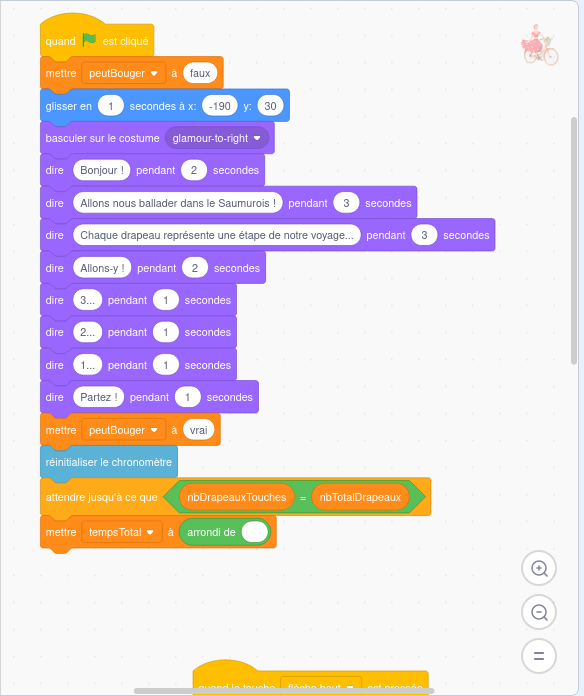 quand est cliqué
mettre peutBouger à faux
glisser en 1 secondes à x: -190 y: 30
basculer sur le costume glamour-to-right
dire Bonjour ! pendant 2 secondes
dire Allons nous ballader dans le Saumurois ! pendant 3 secondes
dire Chaque drapeau représente une étape de notre voyage... pendant 3 secondes
dire Allons-y ! pendant 2 secondes
dire 3... pendant 1 secondes
dire 2... pendant 1 secondes
dire 1... pendant 1 secondes
dire Partez ! pendant 1 secondes
mettre peutBouger à vrai
réinitialiser le chronomètre
attendre jusqu'à ce que nbDrapeauxTouches = nbTotalDrapeaux
mettre tempsTotal à arrondi de
quand la touche flèche haut est pressée